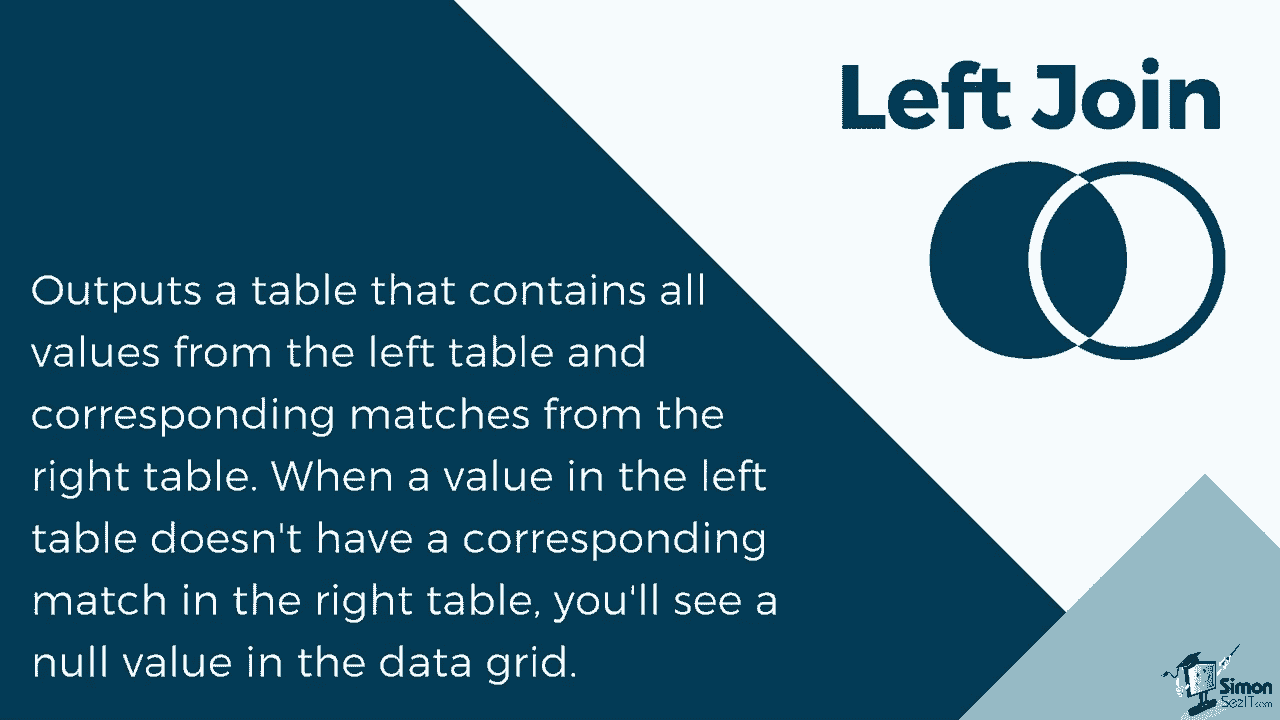 Left Join
Outputs a table that contains all
values from the left table and
corresponding matches from the
right table. When a value in the left
table doesn't have a corresponding
match in the right table, you'll see a
null value in the data grid.
Simon
SezIT.com